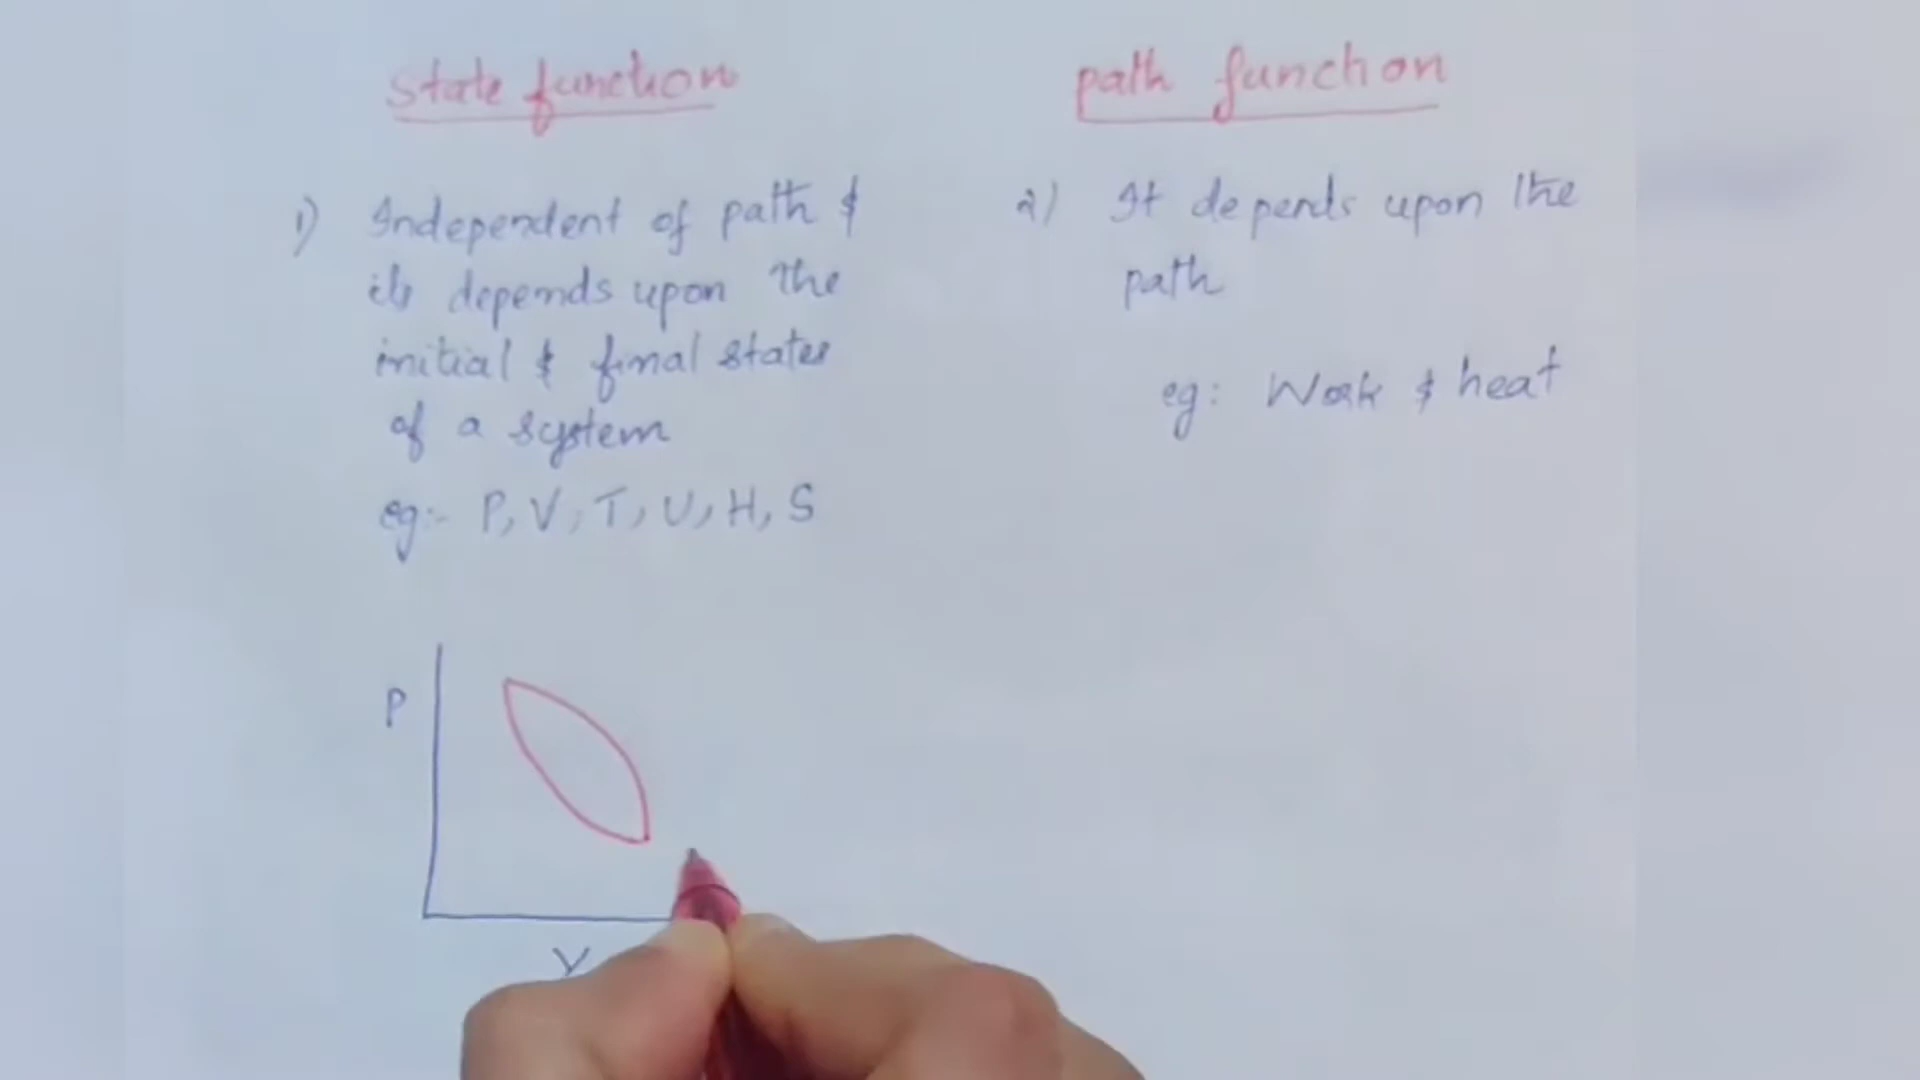 State function
1) Independent of path &
its depends upon the
initial & final states
of a system
eg:- P, V, T, U, H, S
path function
2) It depends upon the
path
eg: Work & heat
P
V